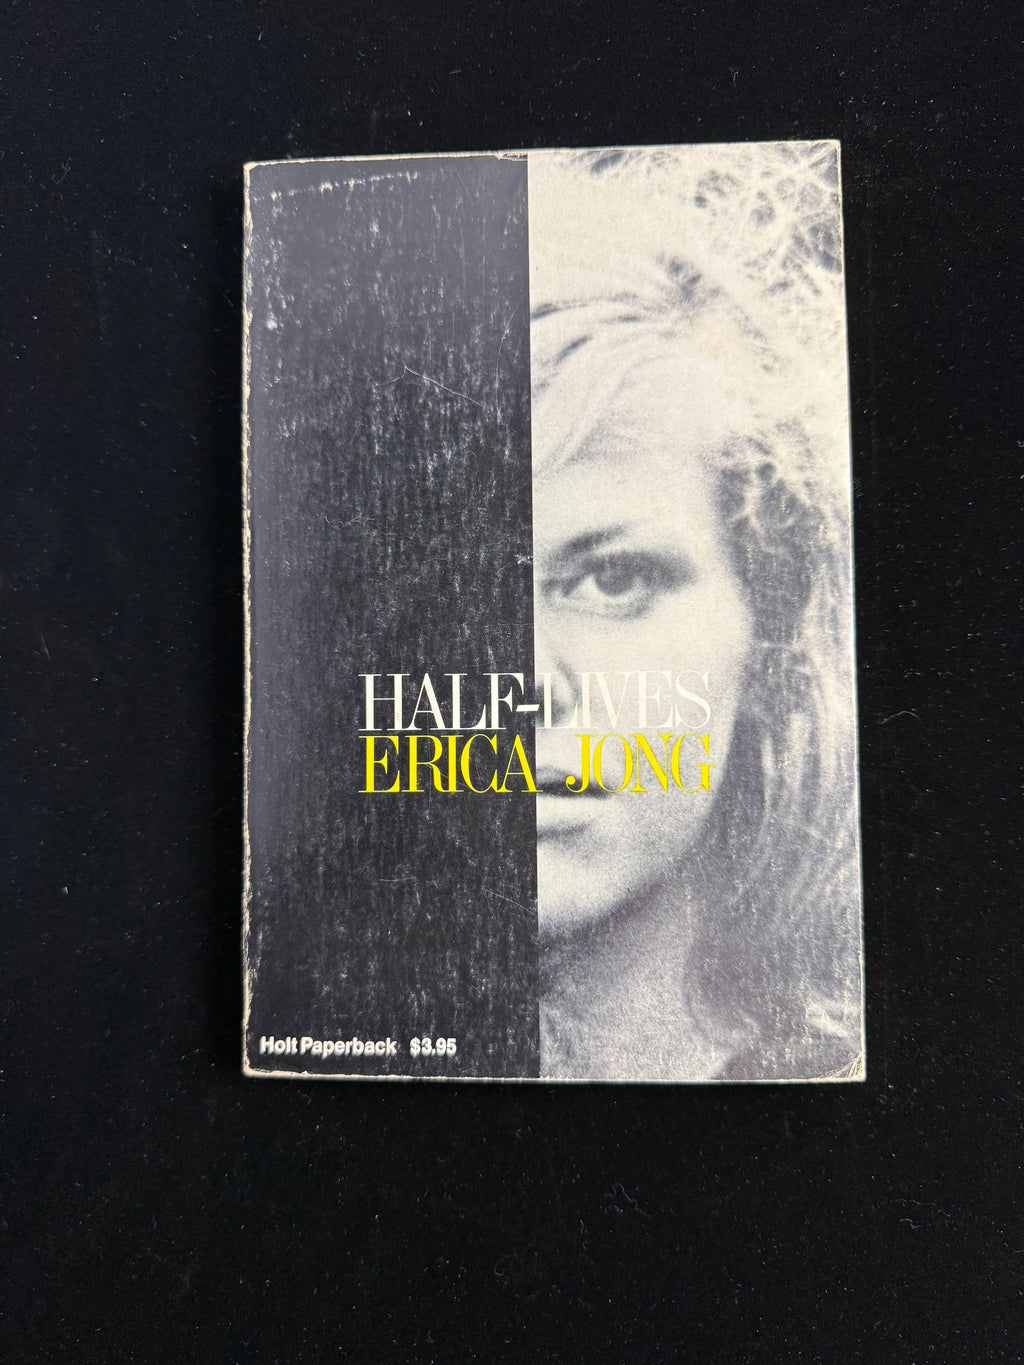 HALF-LIVES
ERICA JONG
Holt Paperback $3.95